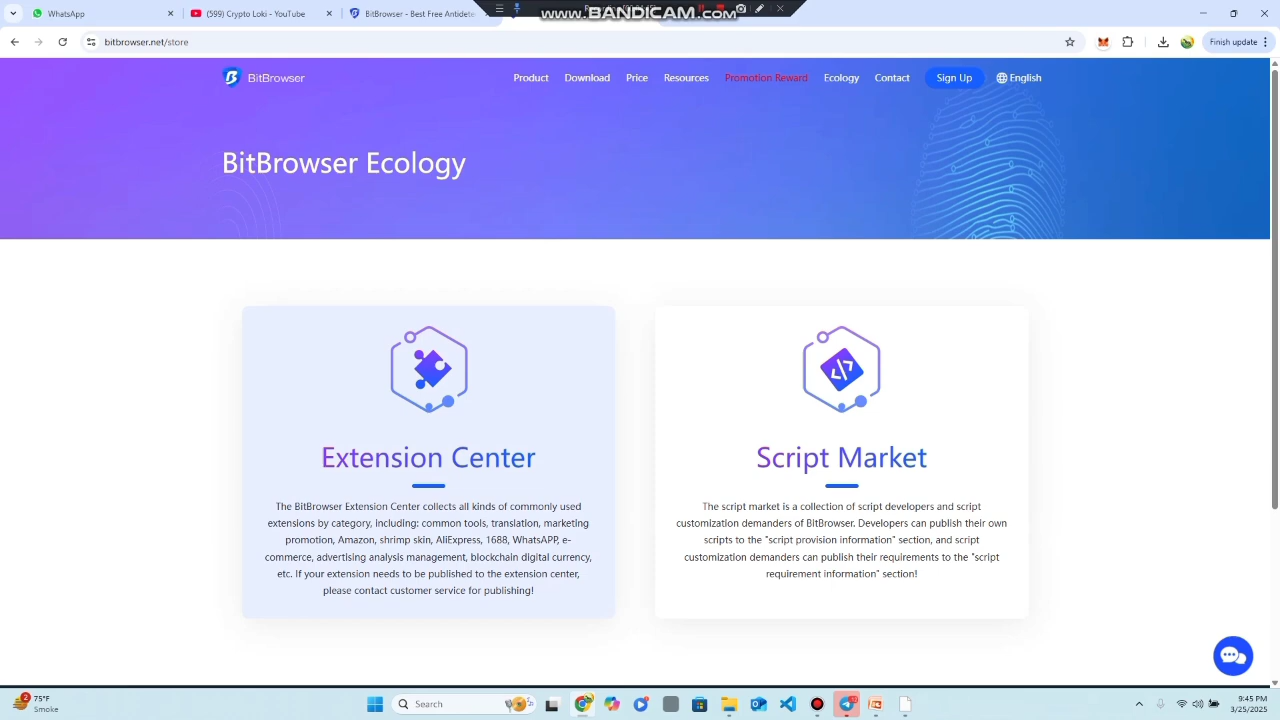 www.BANDICAM.com
WhatsApp
(599) Crypto Loki - YouTube
BitBrowser - Best Free Antidete
bitbrowser.net/store
Finish update
BitBrowser
Product
Download
Price
Resources
Promotion Reward
Ecology
Contact
Sign Up
English
BitBrowser Ecology
Extension Center
The BitBrowser Extension Center collects all kinds of commonly used
extensions by category, including: common tools, translation, marketing
promotion, Amazon, shrimp skin, AliExpress, 1688, WhatsAPP, e-
commerce, advertising analysis management, blockchain digital currency,
etc. If your extension needs to be published to the extension center,
please contact customer service for publishing!
Script Market
The script market is a collection of script developers and script
customization demanders of BitBrowser. Developers can publish their own
scripts to the "script provision information" section, and script
customization demanders can publish their requirements to the "script
requirement information" section!
2
75°F
Smoke
Search
9:45 PM
3/25/2025